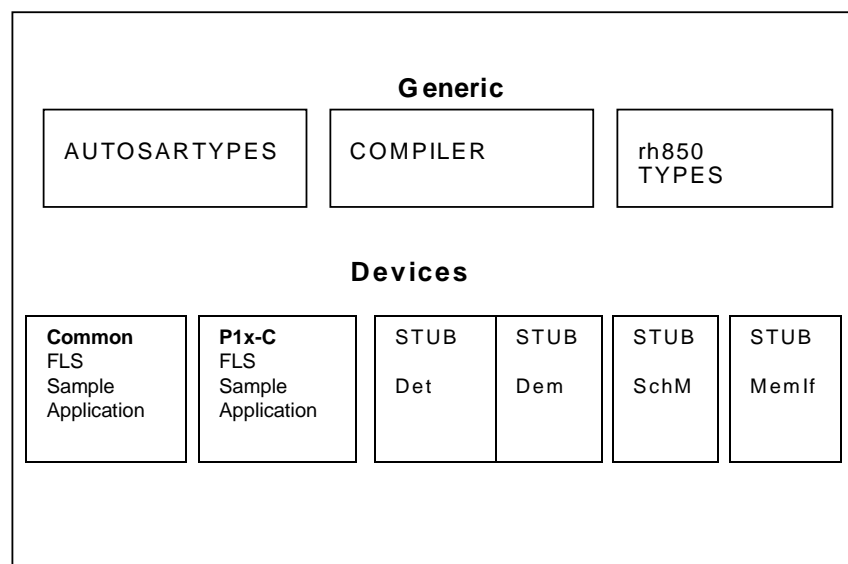 Generic
AUTOSARTYPES
COMPILER
rh850
TYPES
Devices
Common
FLS
Sample
Application
P1x-C
FLS
Sample
Application
STUB
Det
STUB
Dem
STUB
SchM
STUB
MemIf